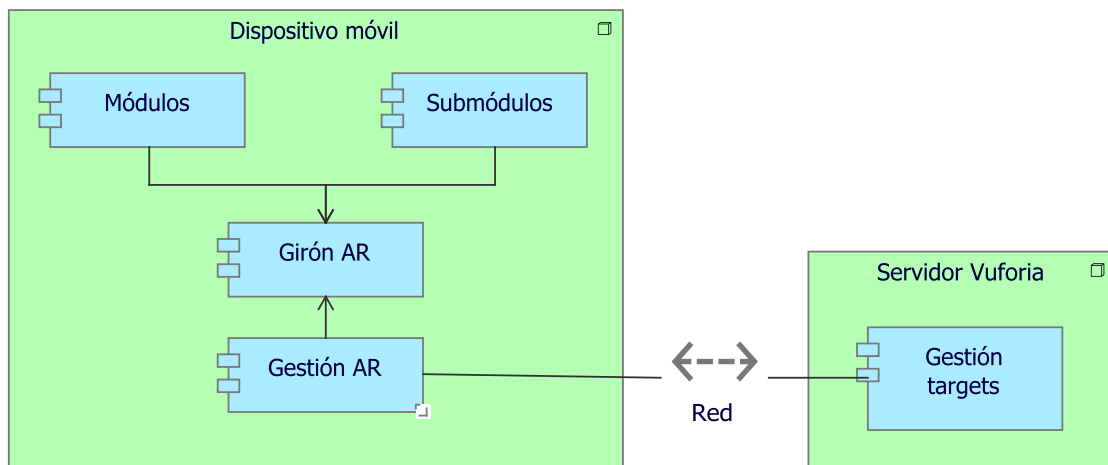 Dispositivo móvil
Módulos
Submódulos
Girón AR
Servidor Vuforia
Gestión AR
Gestión
targets
Red